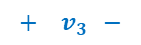 + v₃ −